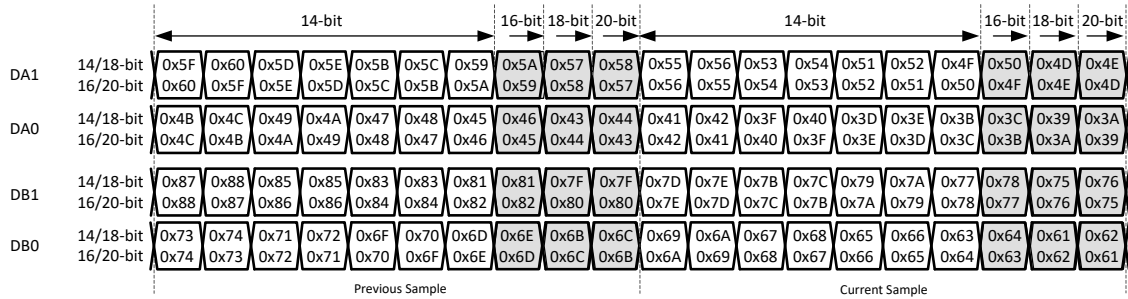 14-bit 16-bit 18-bit 20-bit 14-bit 16-bit 18-bit 20-bit
DA1
14/18-bit 0x5F 0x60 0x5D 0x5E 0x5B 0x5C 0x59 0x5A 0x57 0x58 0x55 0x56 0x53 0x54 0x51 0x52 0x4F 0x50 0x4D 0x4E
16/20-bit 0x60 0x5F 0x5E 0x5D 0x5C 0x5B 0x5A 0x59 0x58 0x57 0x56 0x55 0x54 0x53 0x52 0x51 0x50 0x4F 0x4E 0x4D
DA0
14/18-bit 0x4B 0x4C 0x49 0x4A 0x47 0x48 0x45 0x46 0x43 0x44 0x41 0x42 0x3F 0x40 0x3D 0x3E 0x3B 0x3C 0x39 0x3A
16/20-bit 0x4C 0x4B 0x4A 0x49 0x48 0x47 0x46 0x45 0x44 0x43 0x42 0x41 0x40 0x3F 0x3E 0x3D 0x3C 0x3B 0x3A 0x39
DB1
14/18-bit 0x87 0x88 0x85 0x85 0x83 0x83 0x81 0x81 0x7F 0x7F 0x7D 0x7E 0x7B 0x7C 0x79 0x7A 0x77 0x78 0x75 0x76
16/20-bit 0x88 0x87 0x86 0x86 0x84 0x84 0x82 0x82 0x80 0x80 0x7E 0x7D 0x7C 0x7B 0x7A 0x79 0x78 0x77 0x76 0x75
DB0
14/18-bit 0x73 0x74 0x71 0x72 0x6F 0x70 0x6D 0x6E 0x6B 0x6C 0x69 0x6A 0x67 0x68 0x65 0x66 0x63 0x64 0x61 0x62
16/20-bit 0x74 0x73 0x72 0x71 0x70 0x6F 0x6E 0x6D 0x6C 0x6B 0x6A 0x69 0x68 0x67 0x66 0x65 0x64 0x63 0x62 0x61
Previous Sample Current Sample